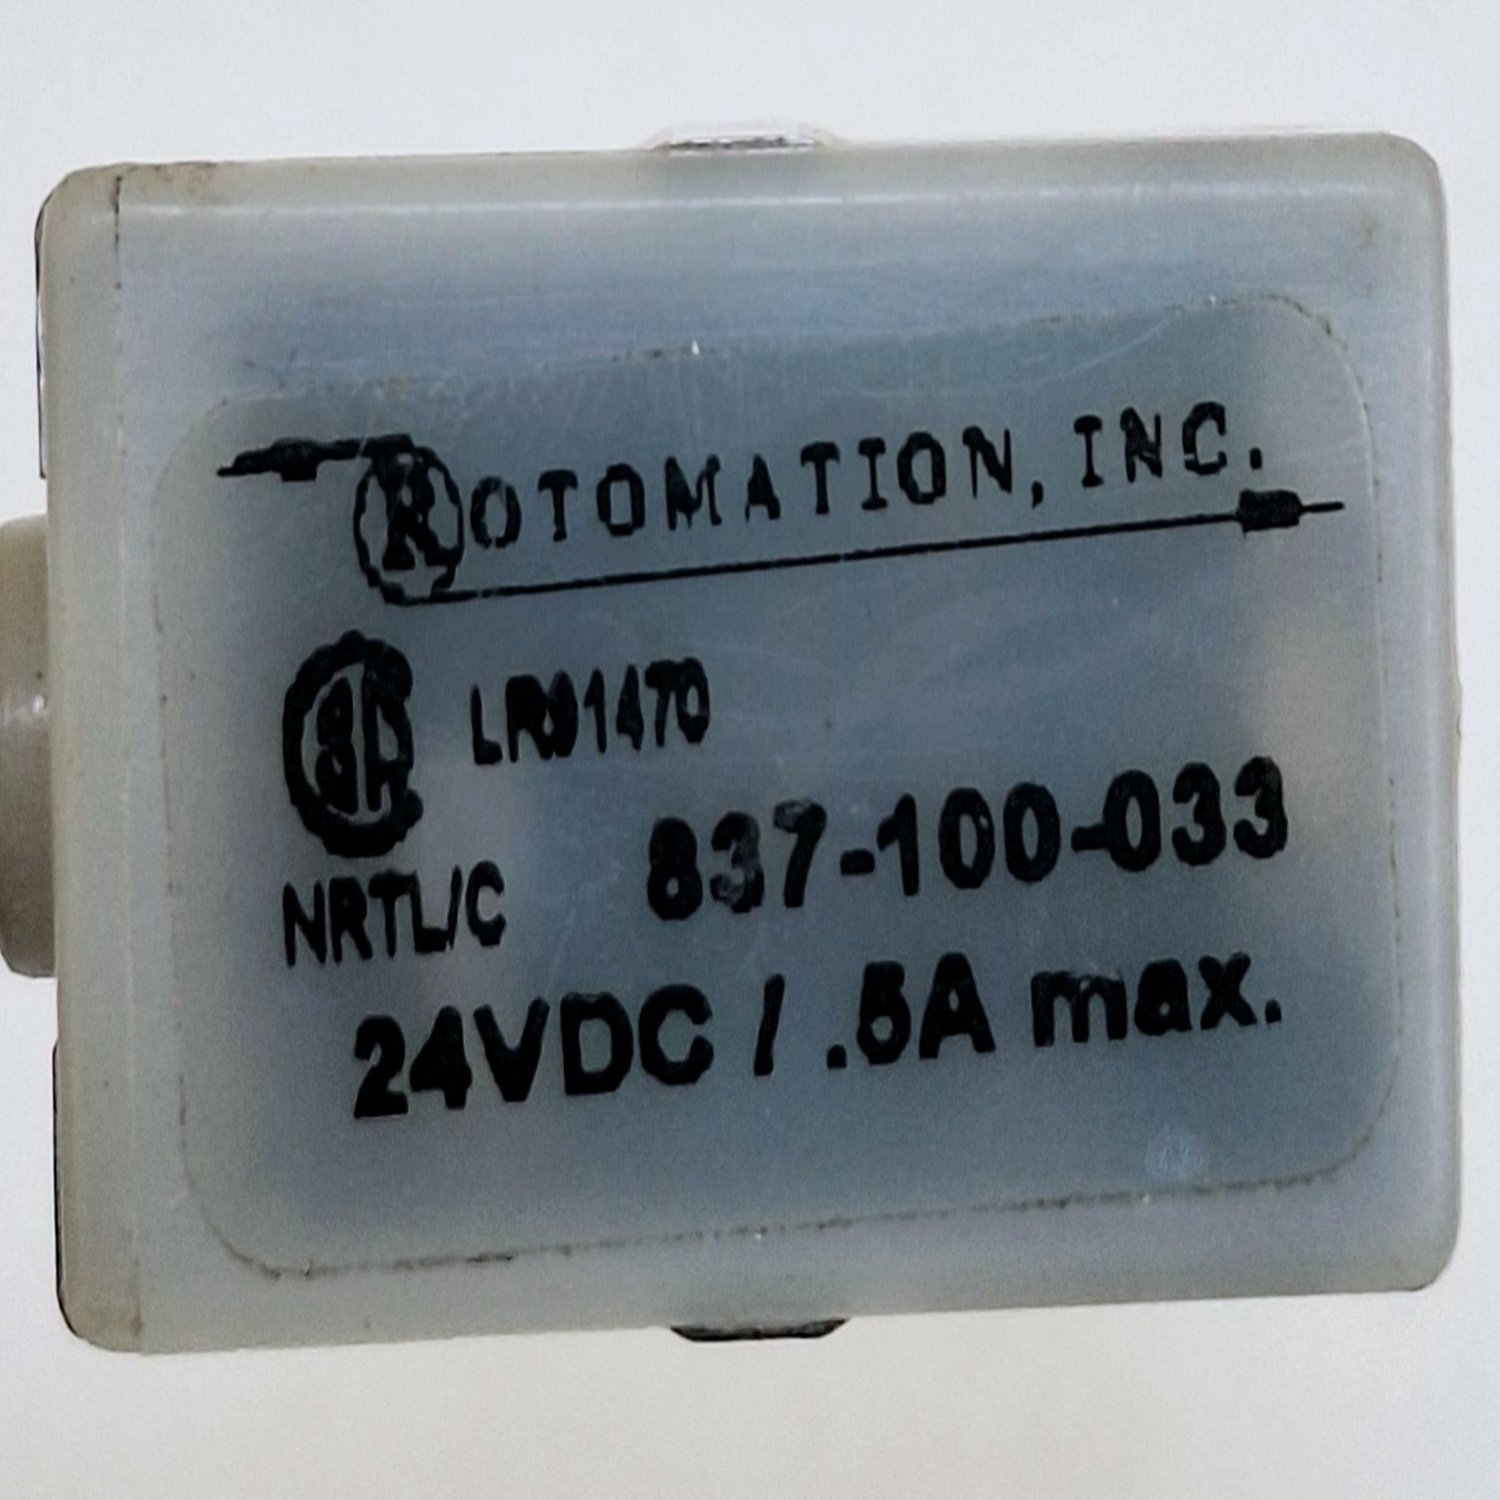 ROTOMATION, INC.
LR91470
837-100-033
NRTL/C
24VDC / .5A max.